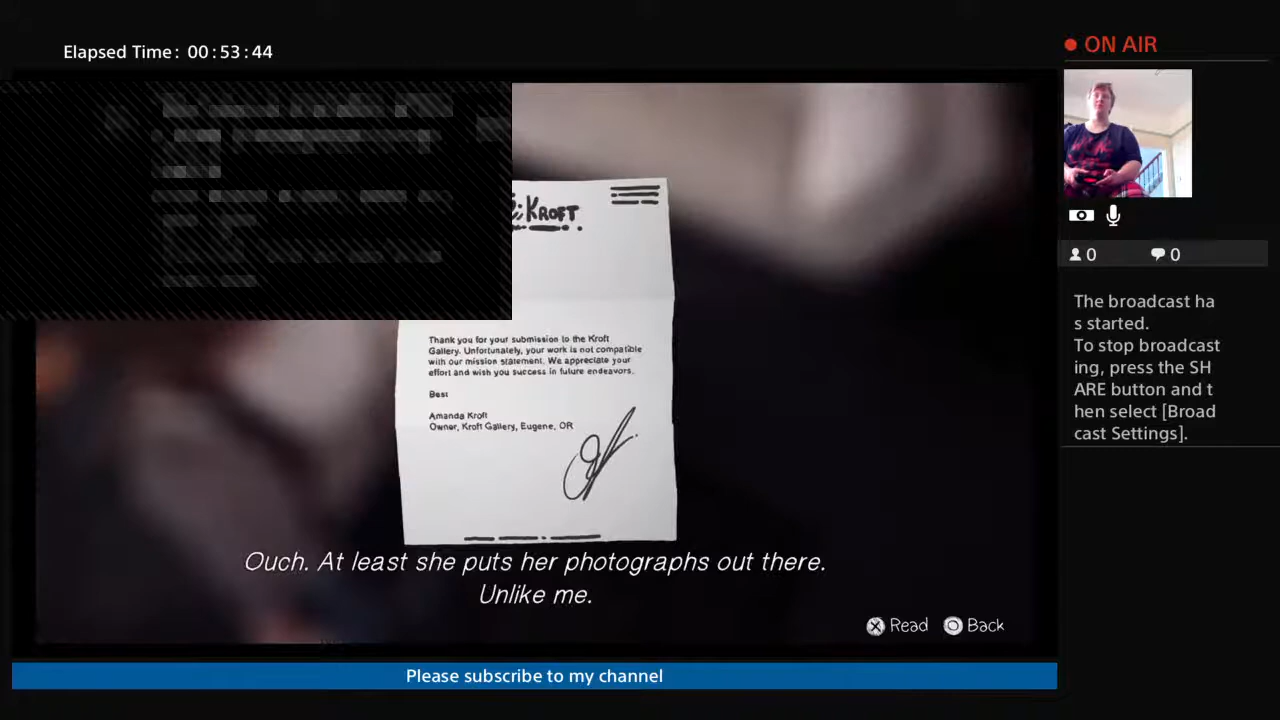 Elapsed Time: 00:53:44
ON AIR
KROFT
0
0
The broadcast ha
s started.
To stop broadcast
ing, press the SH
ARE button and t
hen select [Broad
cast Settings].
Thank you for your submission to the Kroft
Gallery. Unfortunately, your work is not compatible
with our mission statement. We appreciate your
effort and wish you success in future endeavors.
Best
Amanda Kroft
Owner, Kroft Gallery, Eugene, OR
Ouch. At least she puts her photographs out there.
Unlike me.
Read
Back
Please subscribe to my channel